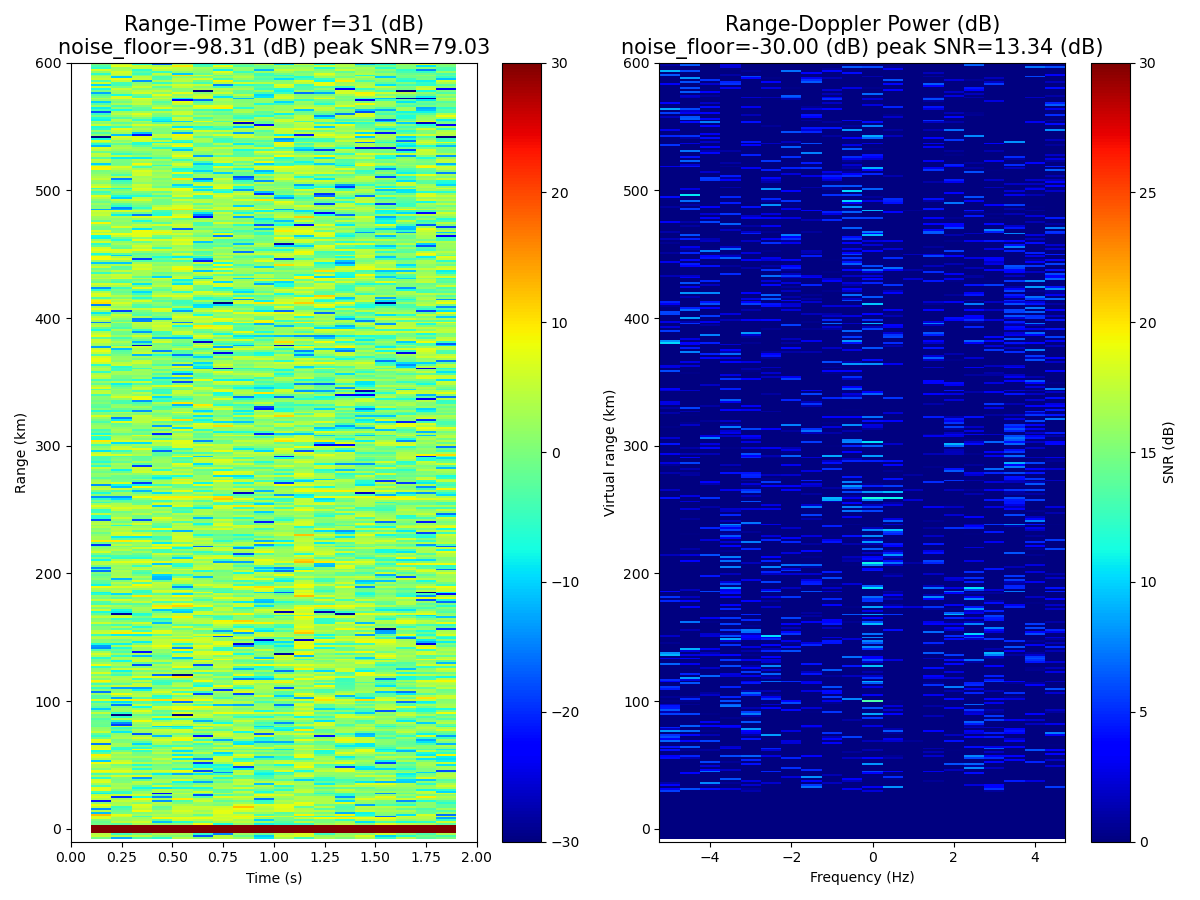 Range-Time Power f=31 (dB)
noise_floor=-98.31 (dB) peak SNR=79.03
Range (km)
600
500
400
300
200
100
0
0.00 0.25 0.50 0.75 1.00 1.25 1.50 1.75 2.00
Time (s)
30
20
10
0
−10
−20
−30
Range-Doppler Power (dB)
noise_floor=-30.00 (dB) peak SNR=13.34 (dB)
Virtual range (km)
600
500
400
300
200
100
0
−4 −2 0 2 4
Frequency (Hz)
30
25
20
15
10
5
0
SNR (dB)